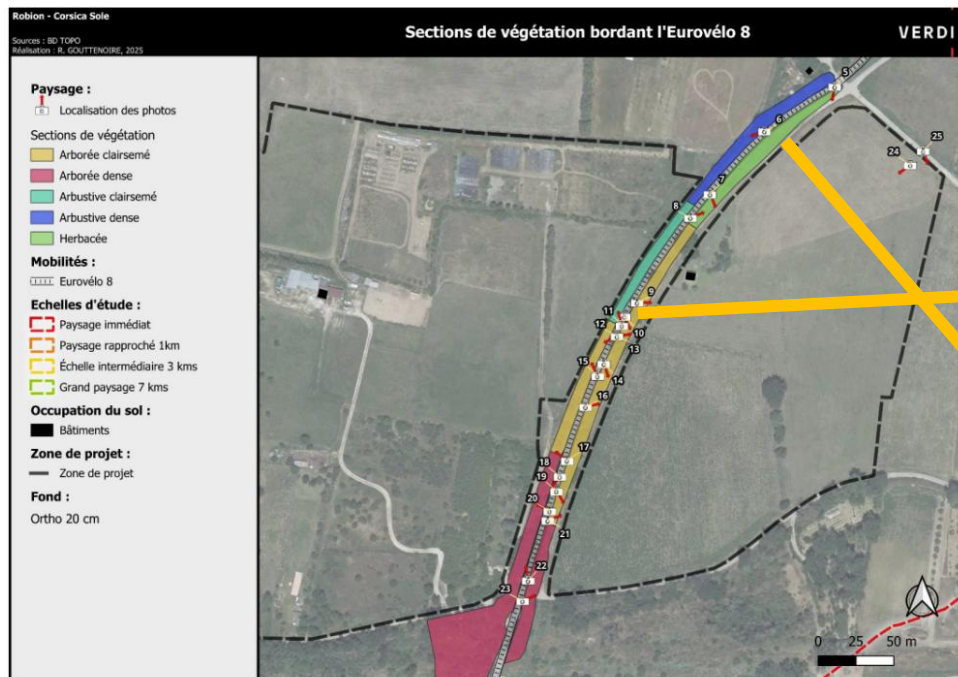 Robion - Corsica Sole
Sources : BD TOPO
Réalisation : R. GOUTTENOIRE, 2025
Sections de végétation bordant l'Eurovélo 8
VERDI
Paysage :
Localisation des photos
Sections de végétation
Arborée clairsemé
Arborée dense
Arbustive clairsemé
Arbustive dense
Herbacée
Mobilités :
Eurovélo 8
Echelles d'étude :
Paysage immédiat
Paysage rapproché 1km
Échelle intermédiaire 3 kms
Grand paysage 7 kms
Occupation du sol :
Bâtiments
Zone de projet :
Zone de projet
Fond :
Ortho 20 cm
5
6
25
24
7
8
9
11
12
10
13
15
14
16
17
18
19
20
21
22
23
0 25 50 m